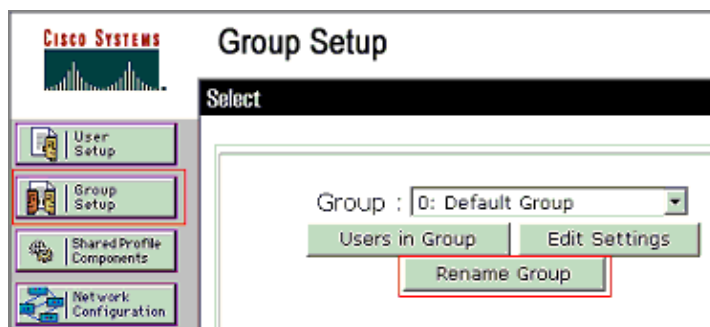 CISCO SYSTEMS
Group Setup
Select
User
Setup
Group
Setup
Shared Profile
Components
Network
Configuration
Group : 0: Default Group
Users in Group
Edit Settings
Rename Group